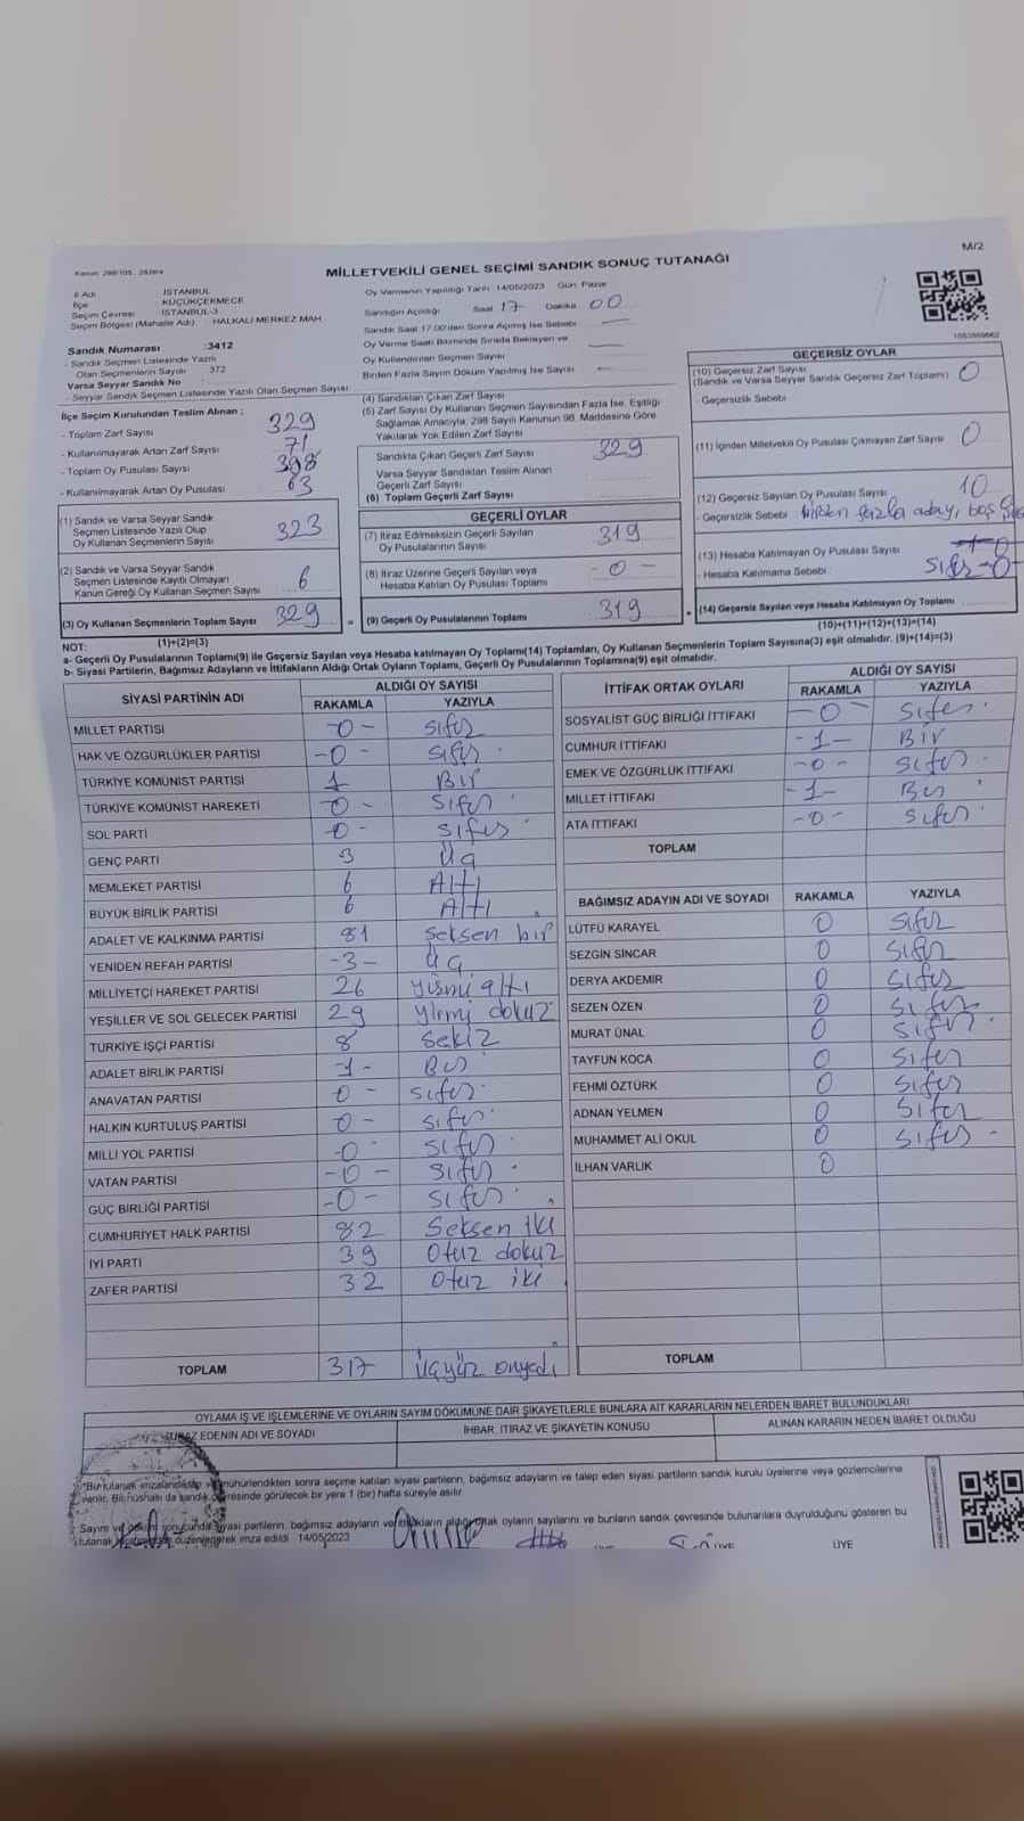 Kanun: 298/105
M/2
MİLLETVEKİLİ GENEL SEÇİMİ SANDIK SONUÇ TUTANAĞI
İl Adı : İSTANBUL
İlçe : KÜÇÜKÇEKMECE
Seçim Çevresi : İSTANBUL-3
Seçim Bölgesi (Mahalle Adı) : HALKALI MERKEZ MAH
Sandık Numarası : 3412
- Sandık Seçmen Listesinde Yazılı
Olan Seçmenlerin Sayısı : 372
Varsa Seyyar Sandık No
- Seyyar Sandık Seçmen Listesinde Yazılı Olan Seçmen Sayısı
Oy Vermenin Yapıldığı Tarih: 14/05/2023 Gün: Pazar
Sandığın Açıldığı Saat 17 Dakika 00
Sandık Saat 17:00'den Sonra Açılmış İse Sebebi
Oy Verme Saati Bitiminde Sırada Bekleyen ve
Oy Kullandırılan Seçmen Sayısı
Birden Fazla Sayım Döküm Yapılmış İse Sayısı
İlçe Seçim Kurulundan Teslim Alınan :
- Toplam Zarf Sayısı 329
- Kullanılmayarak Artan Zarf Sayısı 71
- Toplam Oy Pusulası Sayısı 398
- Kullanılmayarak Artan Oy Pusulası 63
(1) Sandık ve Varsa Seyyar Sandık
Seçmen Listesinde Yazılı Olup
Oy Kullanan Seçmenlerin Sayısı 323
(2) Sandık ve Varsa Seyyar Sandık
Seçmen Listesinde Kayıtlı Olmayan
Kanun Gereği Oy Kullanan Seçmen Sayısı 6
(3) Oy Kullanan Seçmenlerin Toplam Sayısı 329
(4) Sandıktan Çıkan Zarf Sayısı
(5) Zarf Sayısı Oy Kullanan Seçmen Sayısından Fazla İse, Eşitliği
Sağlamak Amacıyla, 298 Sayılı Kanunun 98. Maddesine Göre
Yakılarak Yok Edilen Zarf Sayısı
Sandıkta Çıkan Geçerli Zarf Sayısı 329
Varsa Seyyar Sandıktan Teslim Alınan
Geçerli Zarf Sayısı
(6) Toplam Geçerli Zarf Sayısı
GEÇERLİ OYLAR
(7) İtiraz Edilmeksizin Geçerli Sayılan
Oy Pusulalarının Sayısı 319
(8) İtiraz Üzerine Geçerli Sayılan veya
Hesaba Katılan Oy Pusulası Toplamı - 0 -
(9) Geçerli Oy Pusulalarının Toplamı 319
GEÇERSİZ OYLAR
(10) Geçersiz Zarf Sayısı
(Sandık ve Varsa Seyyar Sandık Geçersiz Zarf Toplamı) 0
- Geçersizlik Sebebi
(11) İçinden Milletvekili Oy Pusulası Çıkmayan Zarf Sayısı 0
(12) Geçersiz Sayılan Oy Pusulası Sayısı 10
- Geçersizlik Sebebi birden fazla aday, boş
(13) Hesaba Katılmayan Oy Pusulası Sayısı
- Hesaba Katılmama Sebebi Sıfır -0-
(14) Geçersiz Sayılan veya Hesaba Katılmayan Oy Toplamı
NOT: (1)+(2)=(3) (10)+(11)+(12)+(13)=(14)
a- Geçerli Oy Pusulalarının Toplamı(9) ile Geçersiz Sayılan veya Hesaba katılmayan Oy Toplamı(14) Toplamları, Oy Kullanan Seçmenlerin Toplam Sayısına(3) eşit olmalıdır. (9)+(14)=(3)
b- Siyasi Partilerin, Bağımsız Adayların ve İttifakların Aldığı Ortak Oyların Toplamı, Geçerli Oy Pusulalarının Toplamına(9) eşit olmalıdır.
SİYASİ PARTİNİN ADI ALDIĞI OY SAYISI
RAKAMLA YAZIYLA
MİLLET PARTİSİ -0- Sıfır
HAK VE ÖZGÜRLÜKLER PARTİSİ -0- Sıfır
TÜRKİYE KOMÜNİST PARTİSİ 1 Bir
TÜRKİYE KOMÜNİST HAREKETİ -0- Sıfır
SOL PARTİ -0- Sıfır
GENÇ PARTİ 3 Üç
MEMLEKET PARTİSİ 6 Altı
BÜYÜK BİRLİK PARTİSİ 6 Altı
ADALET VE KALKINMA PARTİSİ 81 Seksen bir
YENİDEN REFAH PARTİSİ -3- Üç
MİLLİYETÇİ HAREKET PARTİSİ 26 yirmi altı
YEŞİLLER VE SOL GELECEK PARTİSİ 29 yirmi dokuz
TÜRKİYE İŞÇİ PARTİSİ 8 Sekiz
ADALET BİRLİK PARTİSİ -1- Bir
ANAVATAN PARTİSİ 0 - Sıfır
HALKIN KURTULUŞ PARTİSİ 0 - Sıfır
MİLLİ YOL PARTİSİ -0- Sıfır
VATAN PARTİSİ -0- Sıfır
GÜÇ BİRLİĞİ PARTİSİ -0- Sıfır
CUMHURİYET HALK PARTİSİ 82 Seksen iki
İYİ PARTİ 39 Otuz dokuz
ZAFER PARTİSİ 32 Otuz iki
TOPLAM 317 Üçyüz onyedi
İTTİFAK ORTAK OYLARI ALDIĞI OY SAYISI
RAKAMLA YAZIYLA
SOSYALİST GÜÇ BİRLİĞİ İTTİFAKI -0- Sıfır
CUMHUR İTTİFAKI -1- Bir
EMEK VE ÖZGÜRLÜK İTTİFAKI -0- Sıfır
MİLLET İTTİFAKI -1- Bir
ATA İTTİFAKI -0- Sıfır
TOPLAM
BAĞIMSIZ ADAYIN ADI VE SOYADI RAKAMLA YAZIYLA
LÜTFÜ KARAYEL 0 Sıfır
SEZGİN SİNCAR 0 Sıfır
DERYA AKDEMİR 0 Sıfır
SEZEN ÖZEN 0 Sıfır
MURAT ÜNAL 0 Sıfır
TAYFUN KOCA 0 Sıfır
FEHMİ ÖZTÜRK 0 Sıfır
ADNAN YELMEN 0 Sıfır
MUHAMMET ALİ OKUL 0 Sıfır
İLHAN VARLIK 0
TOPLAM
OYLAMA İŞ VE İŞLEMLERİNE VE OYLARIN SAYIM DÖKÜMÜNE DAİR ŞİKAYETLERLE BUNLARA AİT KARARLARIN NELERDEN İBARET BULUNDUKLARI
EDENİN ADI VE SOYADI İHBAR, İTİRAZ VE ŞİKAYETİN KONUSU ALINAN KARARIN NEDEN İBARET OLDUĞU
mühürlendikten sonra seçime katılan siyasi partilerin, bağımsız adayların ve talep eden siyasi partilerin sandık kurulu üyelerine veya gözlemcilerine
verilir. Bir nüshası da sandık çevresinde görülecek bir yere 1 (bir) hafta süreyle asılır.
Sayım ve siyasi partilerin, bağımsız adayların ve ittifakların aldığı ortak oyların sayılarını ve bunların sandık çevresinde bulunanlara duyrulduğunu gösteren bu
tutanak düzenlenerek imza edildi. 14/05/2023
ÜYE ÜYE